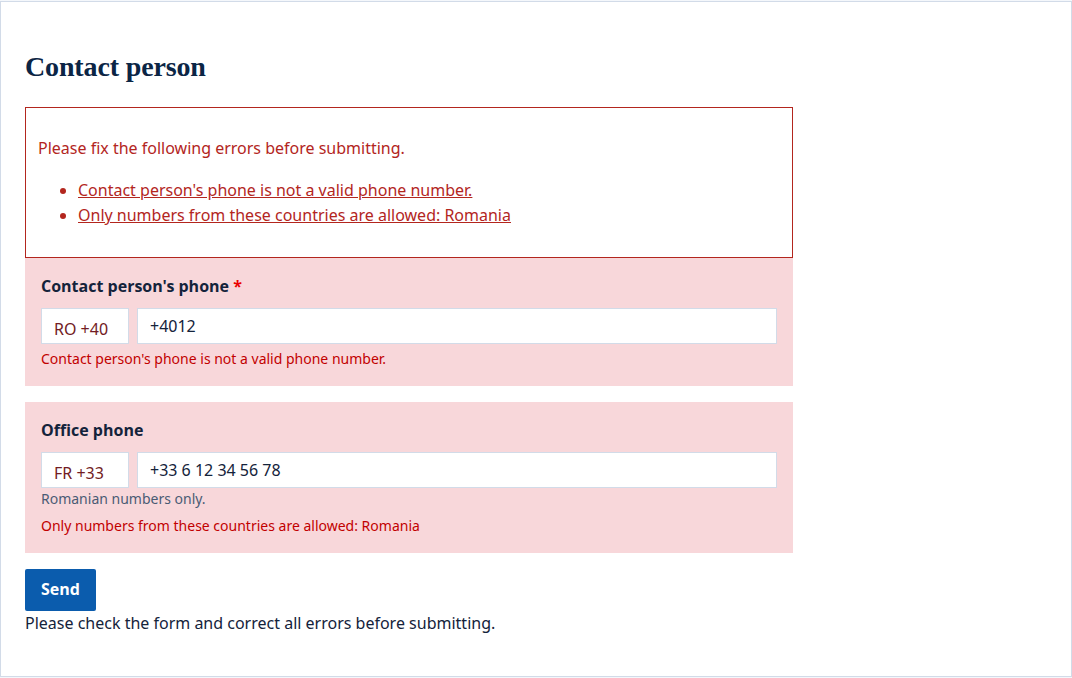 Contact person
Please fix the following errors before submitting.
Contact person's phone is not a valid phone number.
Only numbers from these countries are allowed: Romania
Contact person's phone *
RO +40
+4012
Contact person's phone is not a valid phone number.
Office phone
FR +33
+33 6 12 34 56 78
Romanian numbers only.
Only numbers from these countries are allowed: Romania
Send
Please check the form and correct all errors before submitting.